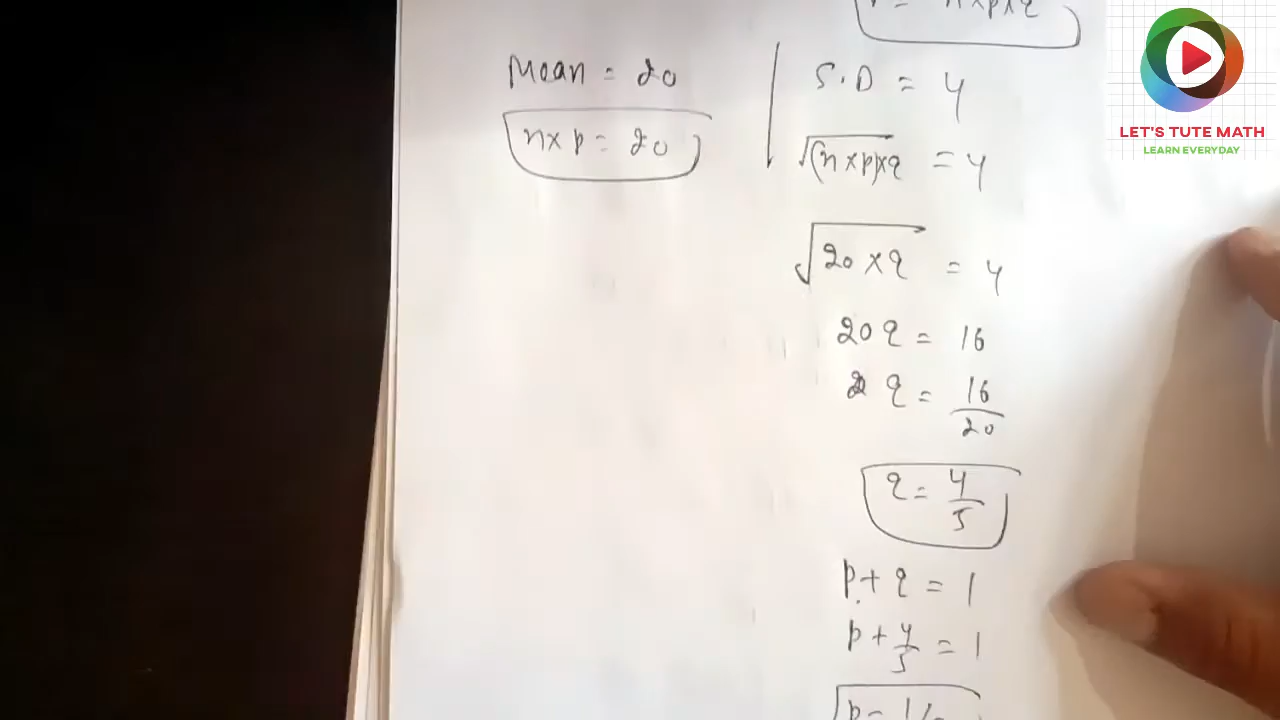 Mean = 20
n x p = 20
S.D = 4
√(n x p) x q = 4
√20 x q = 4
20 q = 16
q = 16/20
q = 4/5
p + q = 1
p + 4/5 = 1
LET'S TUTE MATH
LEARN EVERYDAY